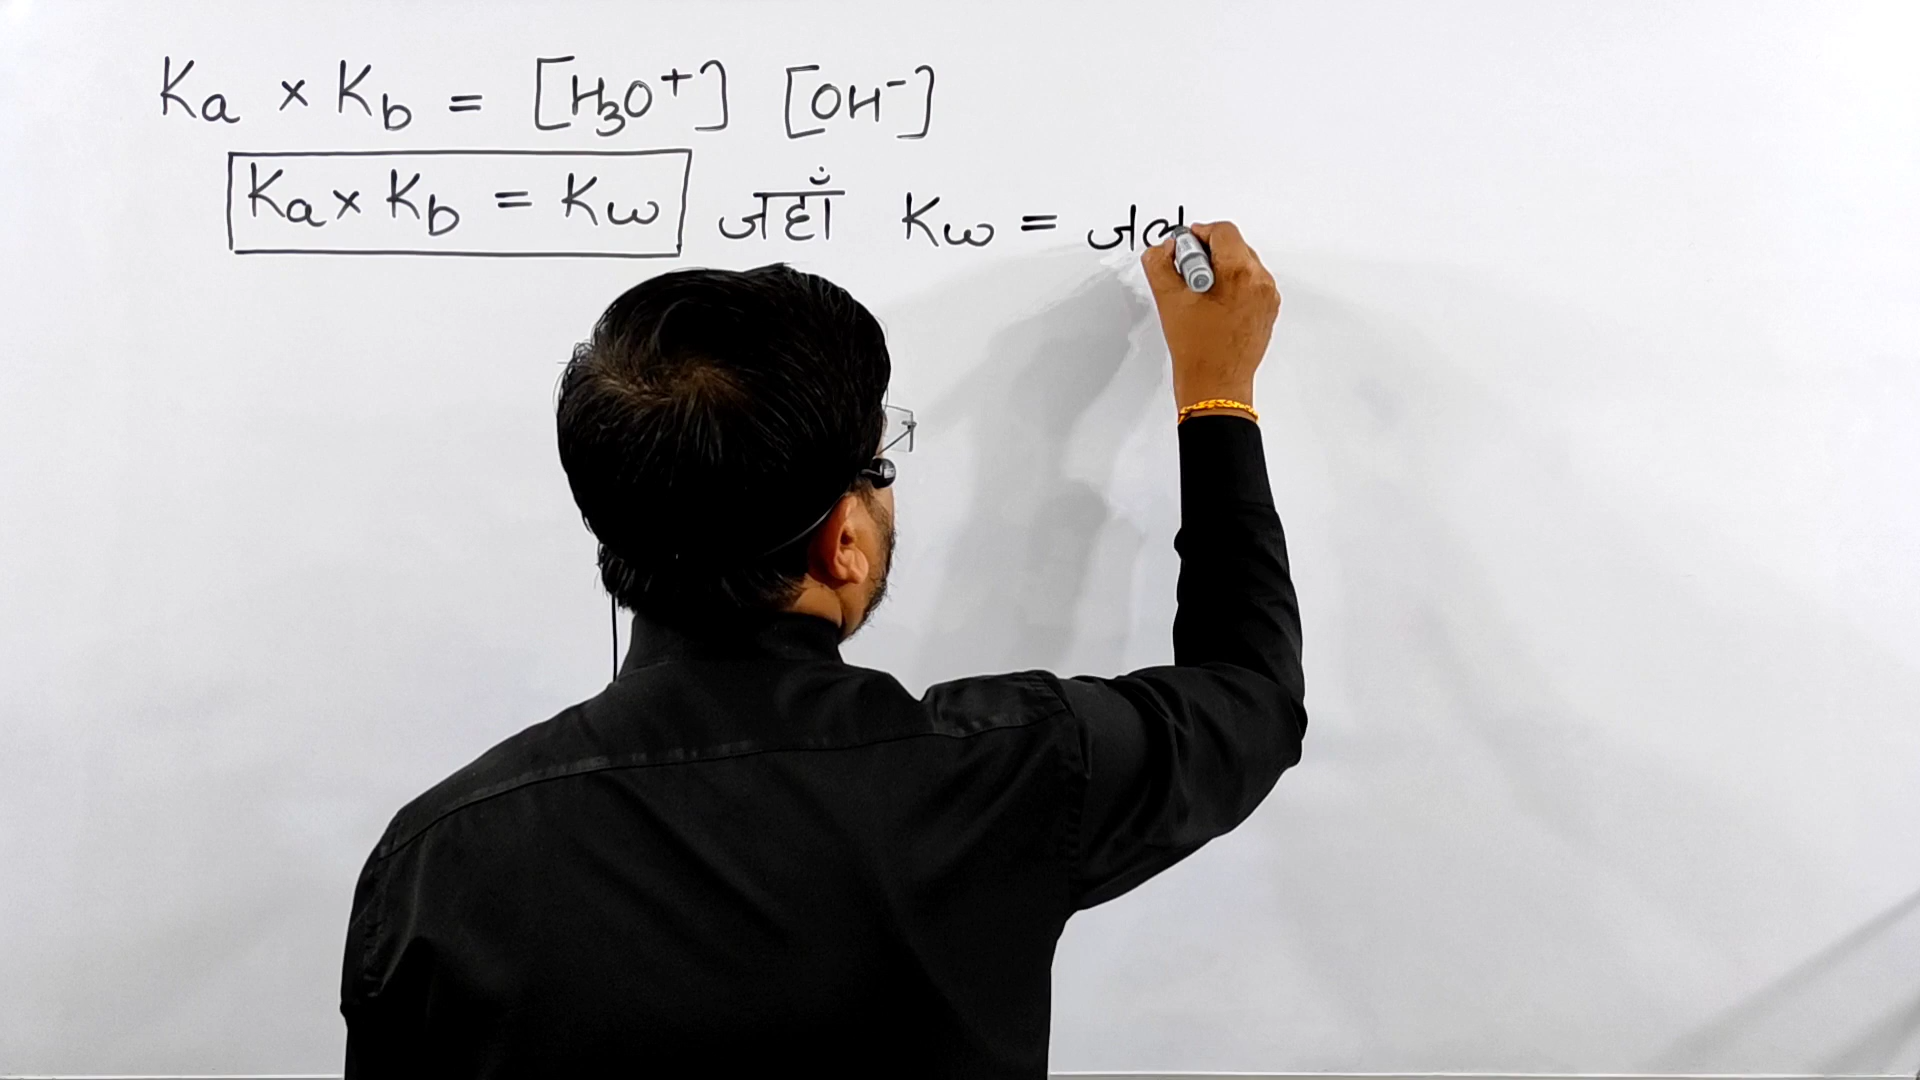 Ka × Kb = [H₃O⁺] [OH⁻]
Ka × Kb = Kw जहाँ Kw = जल